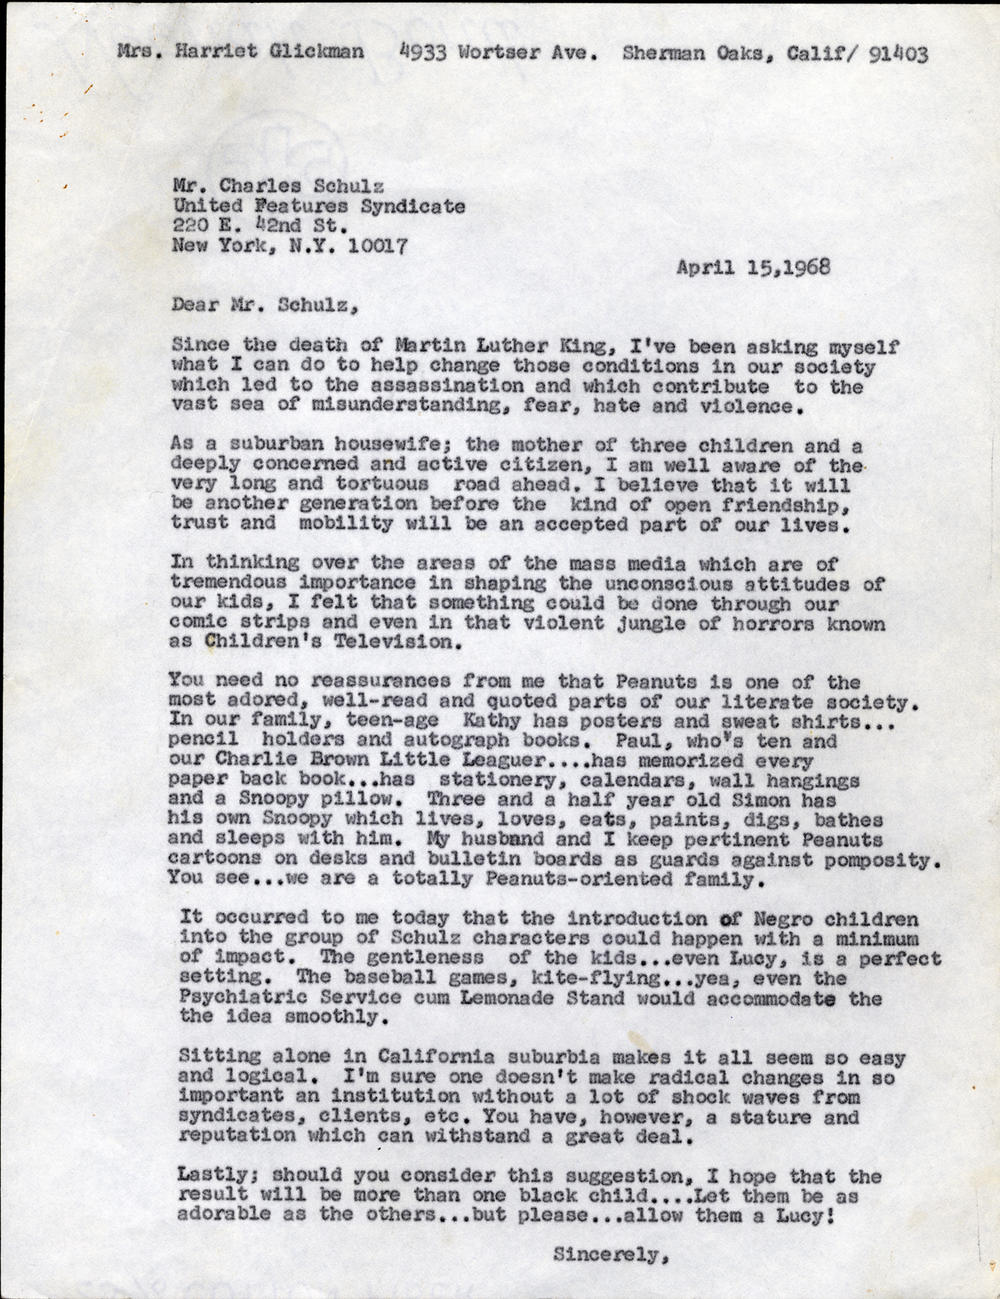 Mrs. Harriet Glickman 4933 Wortser Ave. Sherman Oaks, Calif/ 91403
Mr. Charles Schulz
United Features Syndicate
220 E. 42nd St.
New York, N.Y. 10017
April 15,1968
Dear Mr. Schulz,
Since the death of Martin Luther King, I've been asking myself
what I can do to help change those conditions in our society
which led to the assassination and which contribute to the
vast sea of misunderstanding, fear, hate and violence.
As a suburban housewife; the mother of three children and a
deeply concerned and active citizen, I am well aware of the
very long and tortuous road ahead. I believe that it will
be another generation before the kind of open friendship,
trust and mobility will be an accepted part of our lives.
In thinking over the areas of the mass media which are of
tremendous importance in shaping the unconscious attitudes of
our kids, I felt that something could be done through our
comic strips and even in that violent jungle of horrors known
as Children's Television.
You need no reassurances from me that Peanuts is one of the
most adored, well-read and quoted parts of our literate society.
In our family, teen-age Kathy has posters and sweat shirts...
pencil holders and autograph books. Paul, who's ten and
our Charlie Brown Little Leaguer....has memorized every
paper back book...has stationery, calendars, wall hangings
and a Snoopy pillow. Three and a half year old Simon has
his own Snoopy which lives, loves, eats, paints, digs, bathes
and sleeps with him. My husband and I keep pertinent Peanuts
cartoons on desks and bulletin boards as guards against pomposity.
You see...we are a totally Peanuts-oriented family.
It occurred to me today that the introduction of Negro children
into the group of Schulz characters could happen with a minimum
of impact. The gentleness of the kids...even Lucy, is a perfect
setting. The baseball games, kite-flying...yea, even the
Psychiatric Service cum Lemonade Stand would accommodate the
the idea smoothly.
Sitting alone in California suburbia makes it all seem so easy
and logical. I'm sure one doesn't make radical changes in so
important an institution without a lot of shock waves from
syndicates, clients, etc. You have, however, a stature and
reputation which can withstand a great deal.
Lastly; should you consider this suggestion, I hope that the
result will be more than one black child....Let them be as
adorable as the others...but please...allow them a Lucy!
Sincerely,